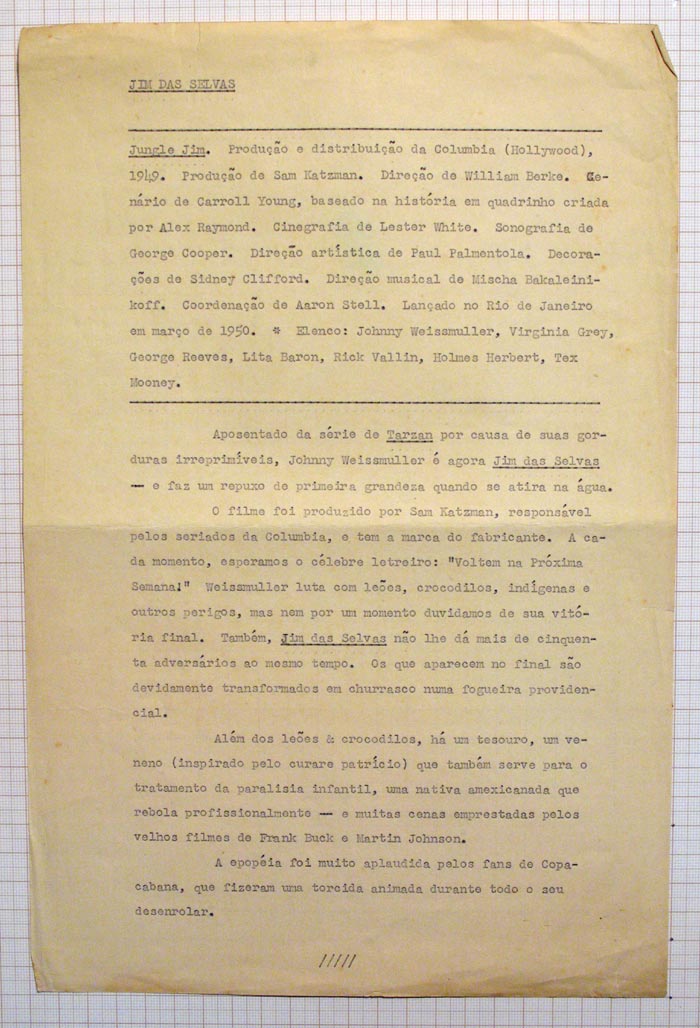 JIM DAS SELVAS
Jungle Jim. Produção e distribuição da Columbia (Hollywood),
1949. Produção de Sam Katzman. Direção de William Berke. Ce-
nário de Carroll Young, baseado na história em quadrinho criada
por Alex Raymond. Cinegrafia de Lester White. Sonografia de
George Cooper. Direção artística de Paul Palmentola. Decora-
ções de Sidney Clifford. Direção musical de Mischa Bakaleini-
koff. Coordenação de Aaron Stell. Lançado no Rio de Janeiro
em março de 1950. * Elenco: Johnny Weissmuller, Virginia Grey,
George Reeves, Lita Baron, Rick Vallin, Holmes Herbert, Tex
Mooney.
Aposentado da série de Tarzan por causa de suas gor-
duras irreprimíveis, Johnny Weissmuller é agora Jim das Selvas
— e faz um repuxo de primeira grandeza quando se atira na água.
O filme foi produzido por Sam Katzman, responsável
pelos seriados da Columbia, e tem a marca do fabricante. A ca-
da momento, esperamos o célebre letreiro: "Voltem na Próxima
Semana!" Weissmuller luta com leões, crocodilos, indígenas e
outros perigos, mas nem por um momento duvidamos de sua vitó-
ria final. Também, Jim das Selvas não lhe dá mais de cinquen-
ta adversários ao mesmo tempo. Os que aparecem no final são
devidamente transformados em churrasco numa fogueira providen-
cial.
Além dos leões & crocodilos, há um tesouro, um ve-
neno (inspirado pelo curare patrício) que também serve para o
tratamento da paralisia infantil, uma nativa amexicanada que
rebola profissionalmente — e muitas cenas emprestadas pelos
velhos filmes de Frank Buck e Martin Johnson.
A epopéia foi muito aplaudida pelos fans de Copa-
cabana, que fizeram uma torcida animada durante todo o seu
desenrolar.
/////